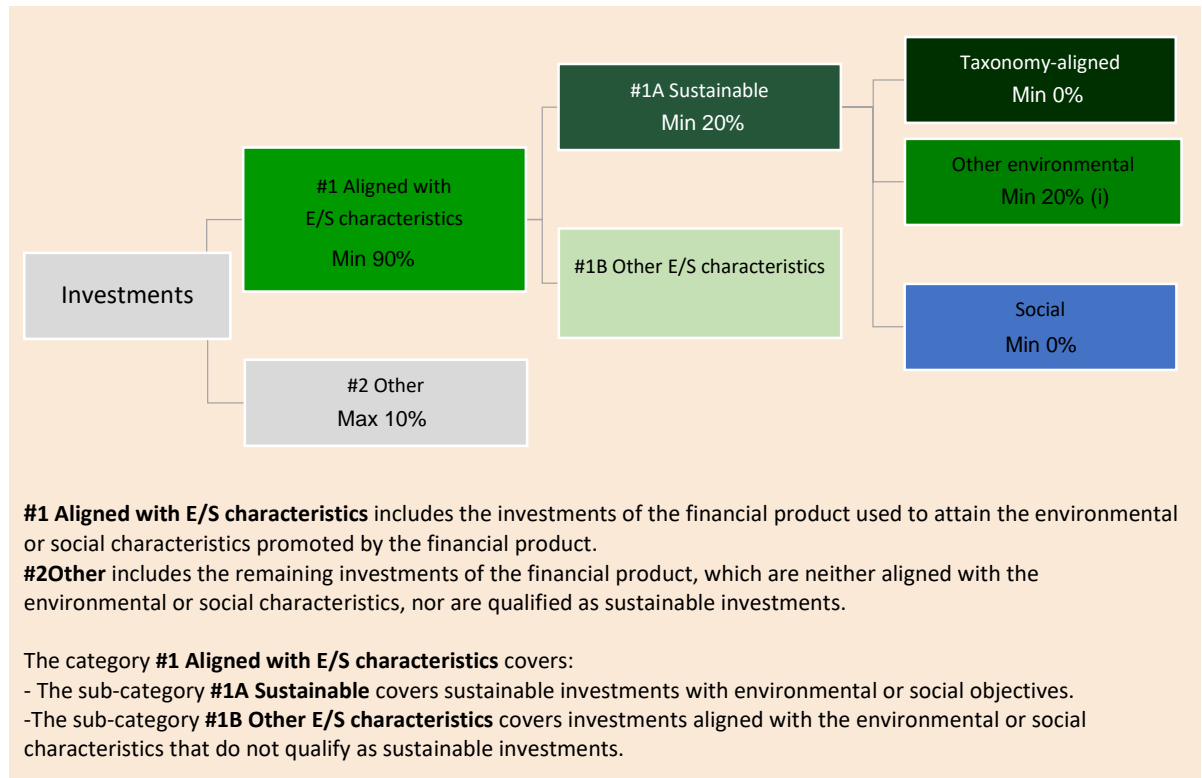 Investments
#1 Aligned with
E/S characteristics
Min 90%
#2 Other
Max 10%
#1A Sustainable
Min 20%
#1B Other E/S characteristics
Taxonomy-aligned
Min 0%
Other environmental
Min 20% (i)
Social
Min 0%
#1 Aligned with E/S characteristics includes the investments of the financial product used to attain the environmental
or social characteristics promoted by the financial product.
#2Other includes the remaining investments of the financial product, which are neither aligned with the
environmental or social characteristics, nor are qualified as sustainable investments.
The category #1 Aligned with E/S characteristics covers:
- The sub-category #1A Sustainable covers sustainable investments with environmental or social objectives.
-The sub-category #1B Other E/S characteristics covers investments aligned with the environmental or social
characteristics that do not qualify as sustainable investments.